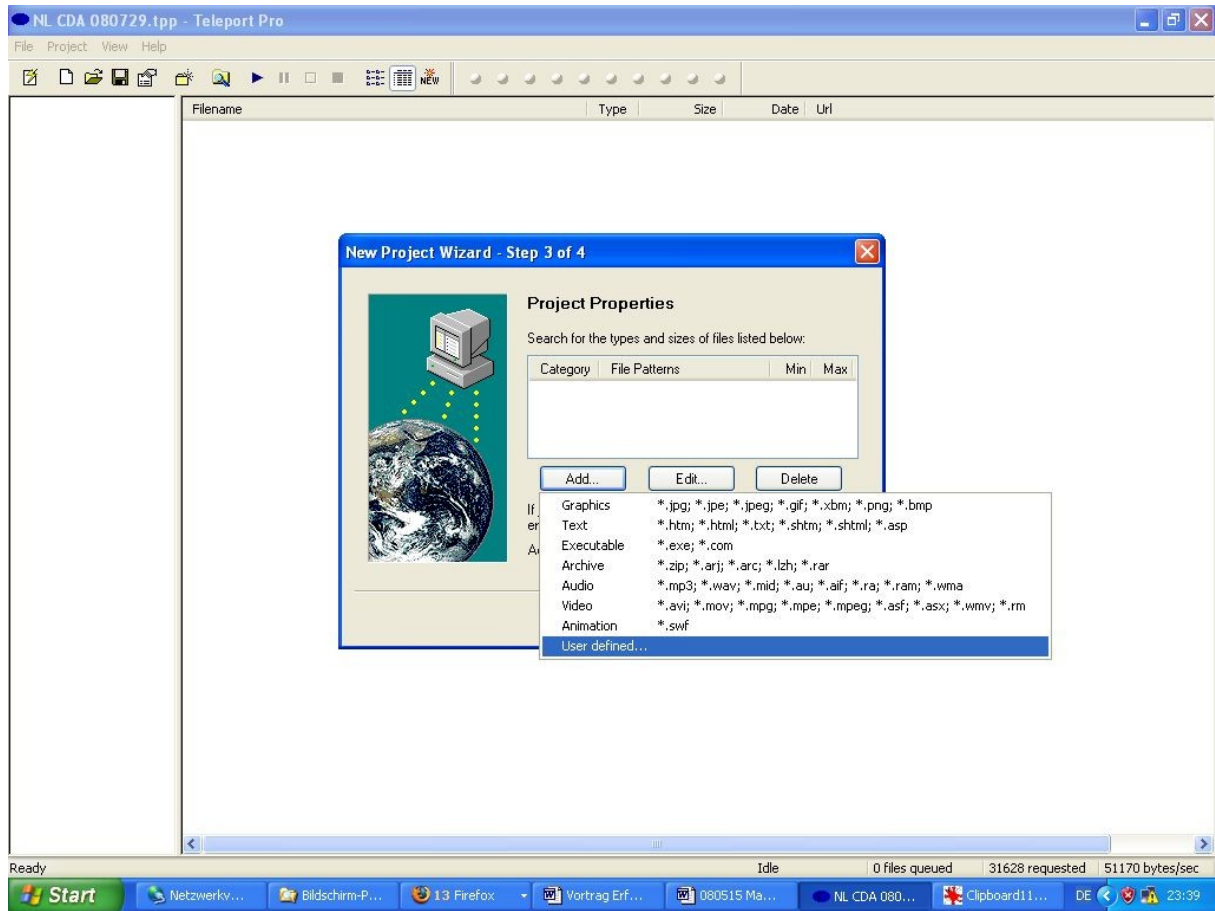 NL CDA 080729.tpp - Teleport Pro
File Project View Help
NEW
Filename Type Size Date Url
New Project Wizard - Step 3 of 4
Project Properties
Search for the types and sizes of files listed below:
Category File Patterns Min Max
Add... Edit... Delete
If
er
Graphics *.jpg; *.jpe; *.jpeg; *.gif; *.xbm; *.png; *.bmp
Text *.htm; *.html; *.txt; *.shtm; *.shtml; *.asp
Executable *.exe; *.com
Archive *.zip; *.arj; *.arc; *.lzh; *.rar
Audio *.mp3; *.wav; *.mid; *.au; *.aif; *.ra; *.ram; *.wma
Video *.avi; *.mov; *.mpg; *.mpe; *.mpeg; *.asf; *.asx; *.wmv; *.rm
Animation *.swf
User defined...
Ready Idle 0 files queued 31628 requested 51170 bytes/sec
Start Netzwerkv... Bildschirm-P... 13 Firefox Vortrag Erf... 080515 Ma... NL CDA 080... Clipboard11... DE 23:39